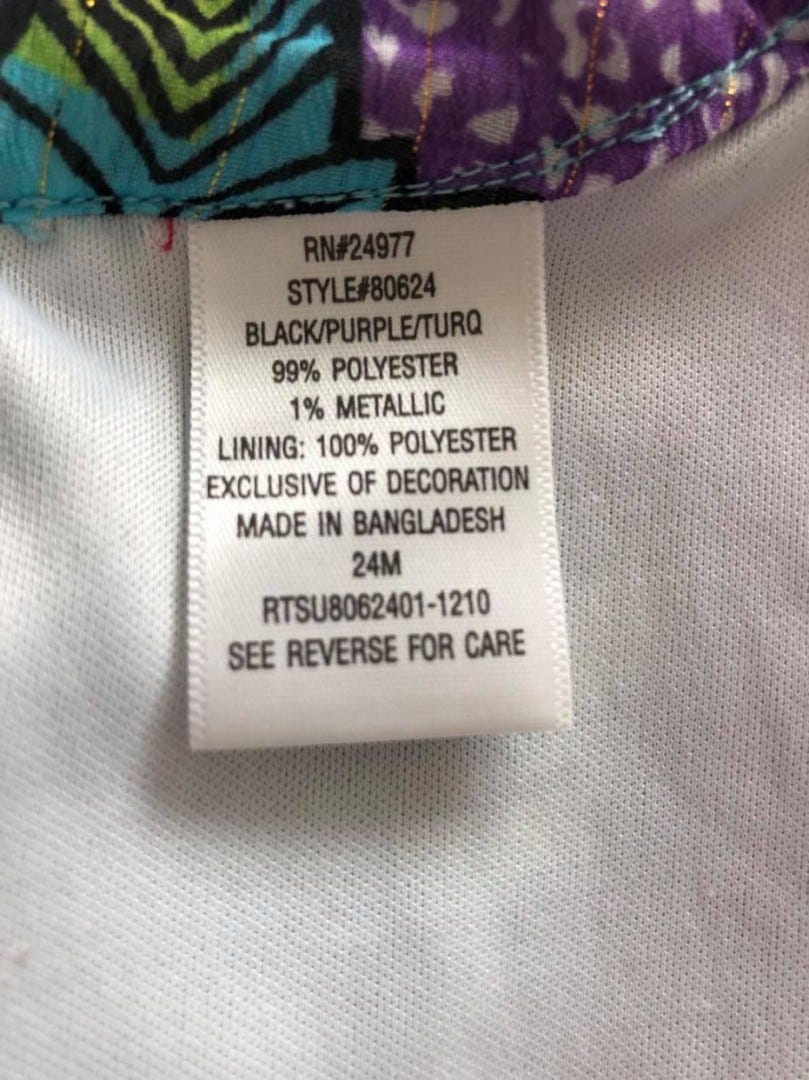 RN#24977
STYLE#80624
BLACK/PURPLE/TURQ
99% POLYESTER
1% METALLIC
LINING: 100% POLYESTER
EXCLUSIVE OF DECORATION
MADE IN BANGLADESH
24M
RTSU8062401-1210
SEE REVERSE FOR CARE